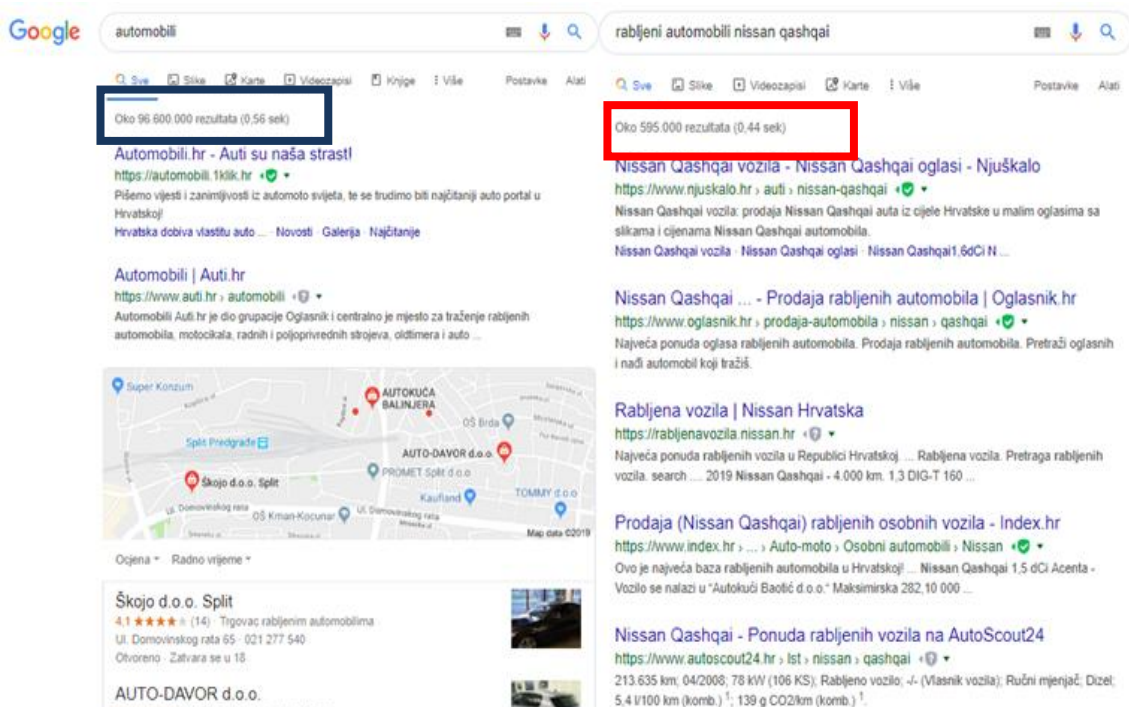 Google
automobili
Sve Slike Karte Videozapisi Knjige Više Postavke Alati
Oko 96.600.000 rezultata (0,56 sek)
Automobili.hr - Auti su naša strast!
https://automobili.1klik.hr
Pišemo vijesti i zanimljivosti iz automoto svijeta, te se trudimo biti najčitaniji auto portal u
Hrvatskoj!
Hrvatska dobiva vlastitu auto ... · Novosti · Galerija · Najčitanije
Automobili | Auti.hr
https://www.auti.hr › automobili
Automobili Auti.hr je dio grupacije Oglasnik i centralno je mjesto za traženje rabljenih
automobila, motocikala, radnih i poljoprivrednih strojeva, oldtimera i auto ...
Super Konzum
AUTOKUĆA
BALINJERA
OŠ Brda
Split Predgrađe
AUTO-DAVOR d.o.o.
PROMET Split d.o.o
Škojo d.o.o. Split
Kaufland
TOMMY d.o.o
Ul. Domovinskog rata
OŠ Kman-Kocunar
Ul. Domovinskog rata
Map data ©2019
Ocjena Radno vrijeme
Škojo d.o.o. Split
4,1 ★★★★ (14) · Trgovac rabljenim automobilima
Ul. Domovinskog rata 65 · 021 277 540
Otvoreno · Zatvara se u 18
AUTO-DAVOR d.o.o.
rabljeni automobili nissan qashqai
Sve Slike Videozapisi Karte Više Postavke Alati
Oko 595.000 rezultata (0,44 sek)
Nissan Qashqai vozila - Nissan Qashqai oglasi - Njuškalo
https://www.njuskalo.hr › auti › nissan-qashqai
Nissan Qashqai vozila: prodaja Nissan Qashqai auta iz cijele Hrvatske u malim oglasima sa
slikama i cijenama Nissan Qashqai automobila.
Nissan Qashqai vozila · Nissan Qashqai oglasi · Nissan Qashqai1,6dCi N ...
Nissan Qashqai ... - Prodaja rabljenih automobila | Oglasnik.hr
https://www.oglasnik.hr › prodaja-automobila › nissan › qashqai
Najveća ponuda oglasa rabljenih automobila. Prodaja rabljenih automobila. Pretraži oglasnih
i nađi automobil koji tražiš.
Rabljena vozila | Nissan Hrvatska
https://rabljenavozila.nissan.hr
Najveća ponuda rabljenih vozila u Republici Hrvatskoj. ... Rabljena vozila. Pretraga rabljenih
vozila. search .... 2019 Nissan Qashqai - 4.000 km. 1,3 DIG-T 160 ...
Prodaja (Nissan Qashqai) rabljenih osobnih vozila - Index.hr
https://www.index.hr › ... › Auto-moto › Osobni automobili › Nissan
Ovo je najveća baza rabljenih automobila u Hrvatskoj! ... Nissan Qashqai 1,5 dCi Acenta -
Vozilo se nalazi u "Autokući Baotić d.o.o." Maksimirska 282,10 000 ...
Nissan Qashqai - Ponuda rabljenih vozila na AutoScout24
https://www.autoscout24.hr › lst › nissan › qashqai
213.635 km; 04/2008; 78 kW (106 KS); Rabljeno vozilo; -/- (Vlasnik vozila); Ručni mjenjač; Dizel;
5,4 l/100 km (komb.) 1; 139 g CO2/km (komb.) 1.